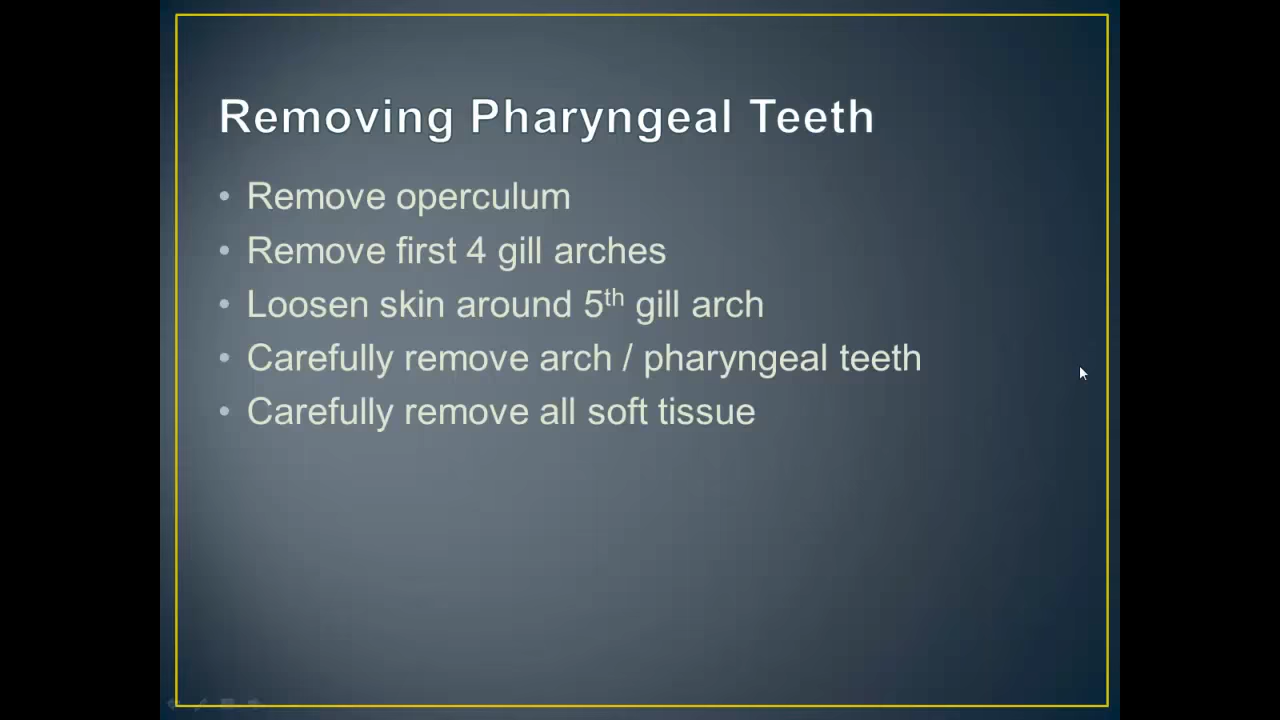 Removing Pharyngeal Teeth
• Remove operculum
• Remove first 4 gill arches
• Loosen skin around 5th gill arch
• Carefully remove arch / pharyngeal teeth
• Carefully remove all soft tissue